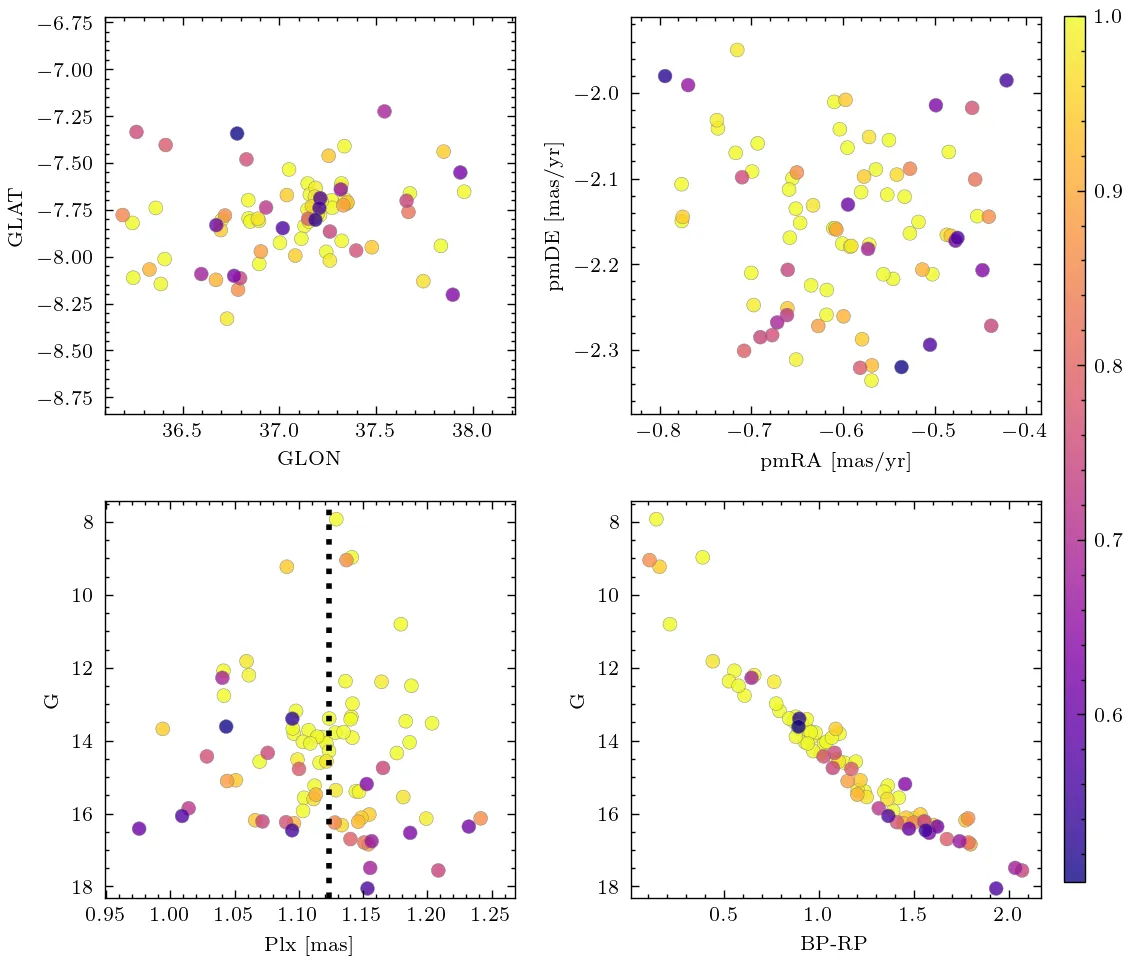 −6.75
−7.00
−7.25
−7.50
−7.75
−8.00
−8.25
−8.50
−8.75
GLAT
36.5 37.0 37.5 38.0
GLON
−2.0
−2.1
−2.2
−2.3
pmDE [mas/yr]
−0.8 −0.7 −0.6 −0.5 −0.4
pmRA [mas/yr]
1.0
0.9
0.8
0.7
0.6
8
10
12
14
16
18
G
0.95 1.00 1.05 1.10 1.15 1.20 1.25
Plx [mas]
8
10
12
14
16
18
G
0.5 1.0 1.5 2.0
BP-RP